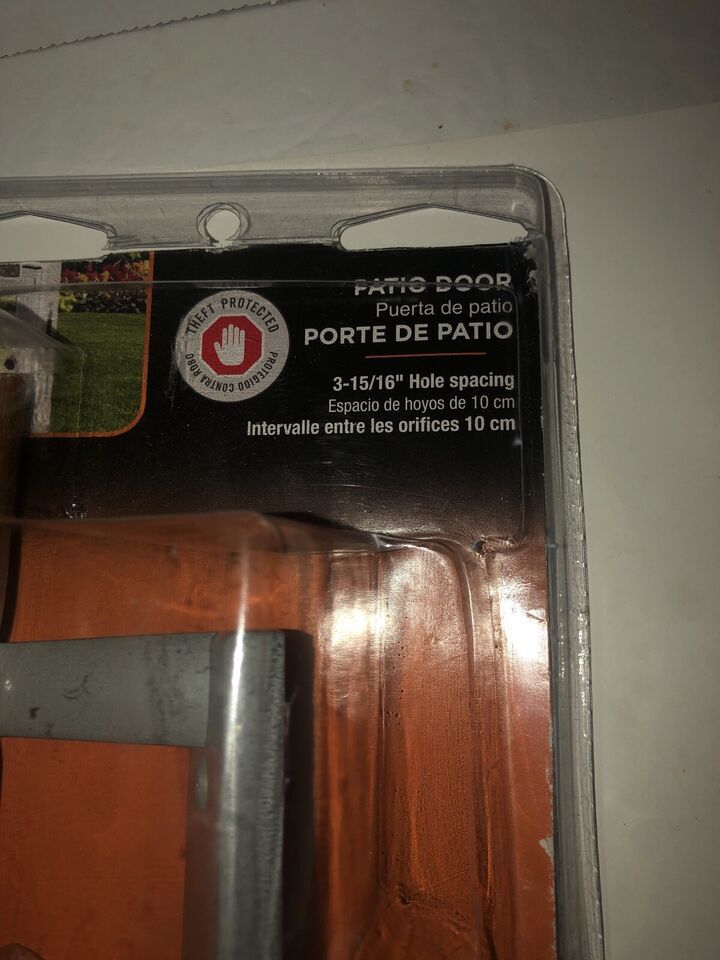 THEFT PROTECTED
PROTEGIDO CONTRA ROBO
PATIO DOOR
Puerta de patio
PORTE DE PATIO
3-15/16" Hole spacing
Espacio de hoyos de 10 cm
Intervalle entre les orifices 10 cm